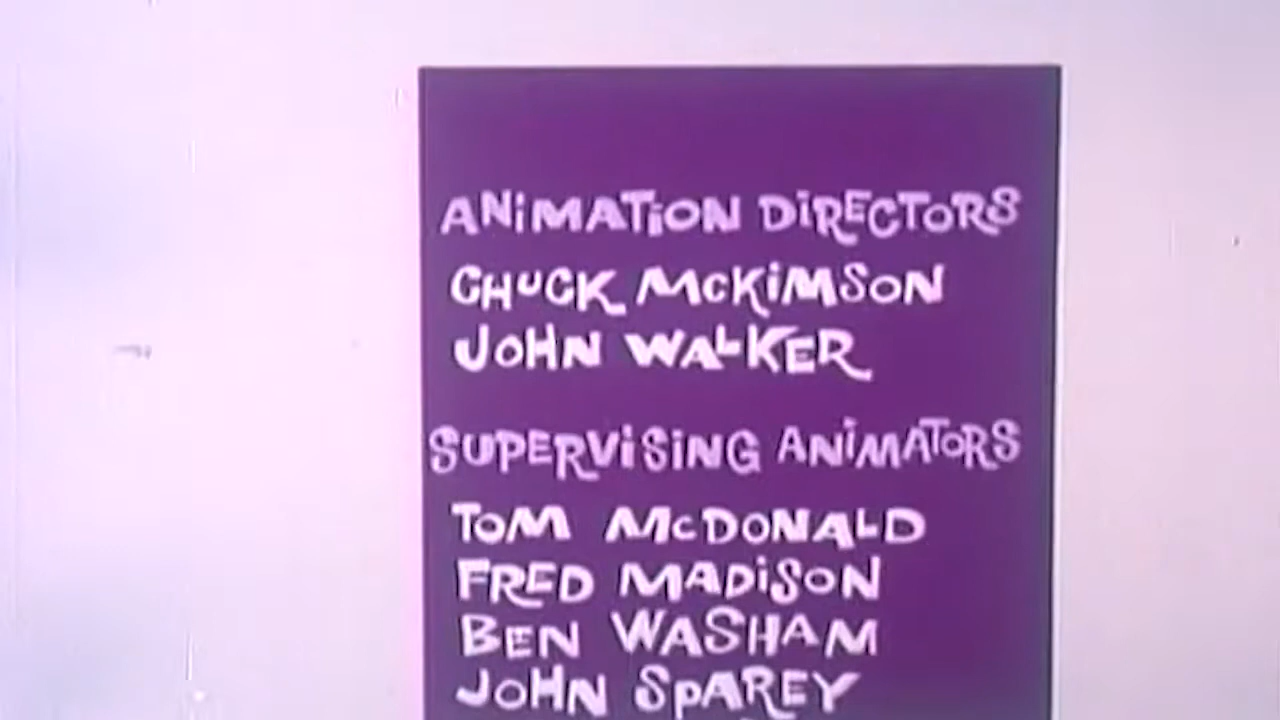 ANiMATiON DiRECTORS
CHUCK McKiMSON
JOHN WALKER
SUPERViSiNG ANiMATORS
TOM McDONALD
FRED MADiSON
BEN WASHAM
JOHN SPAREY